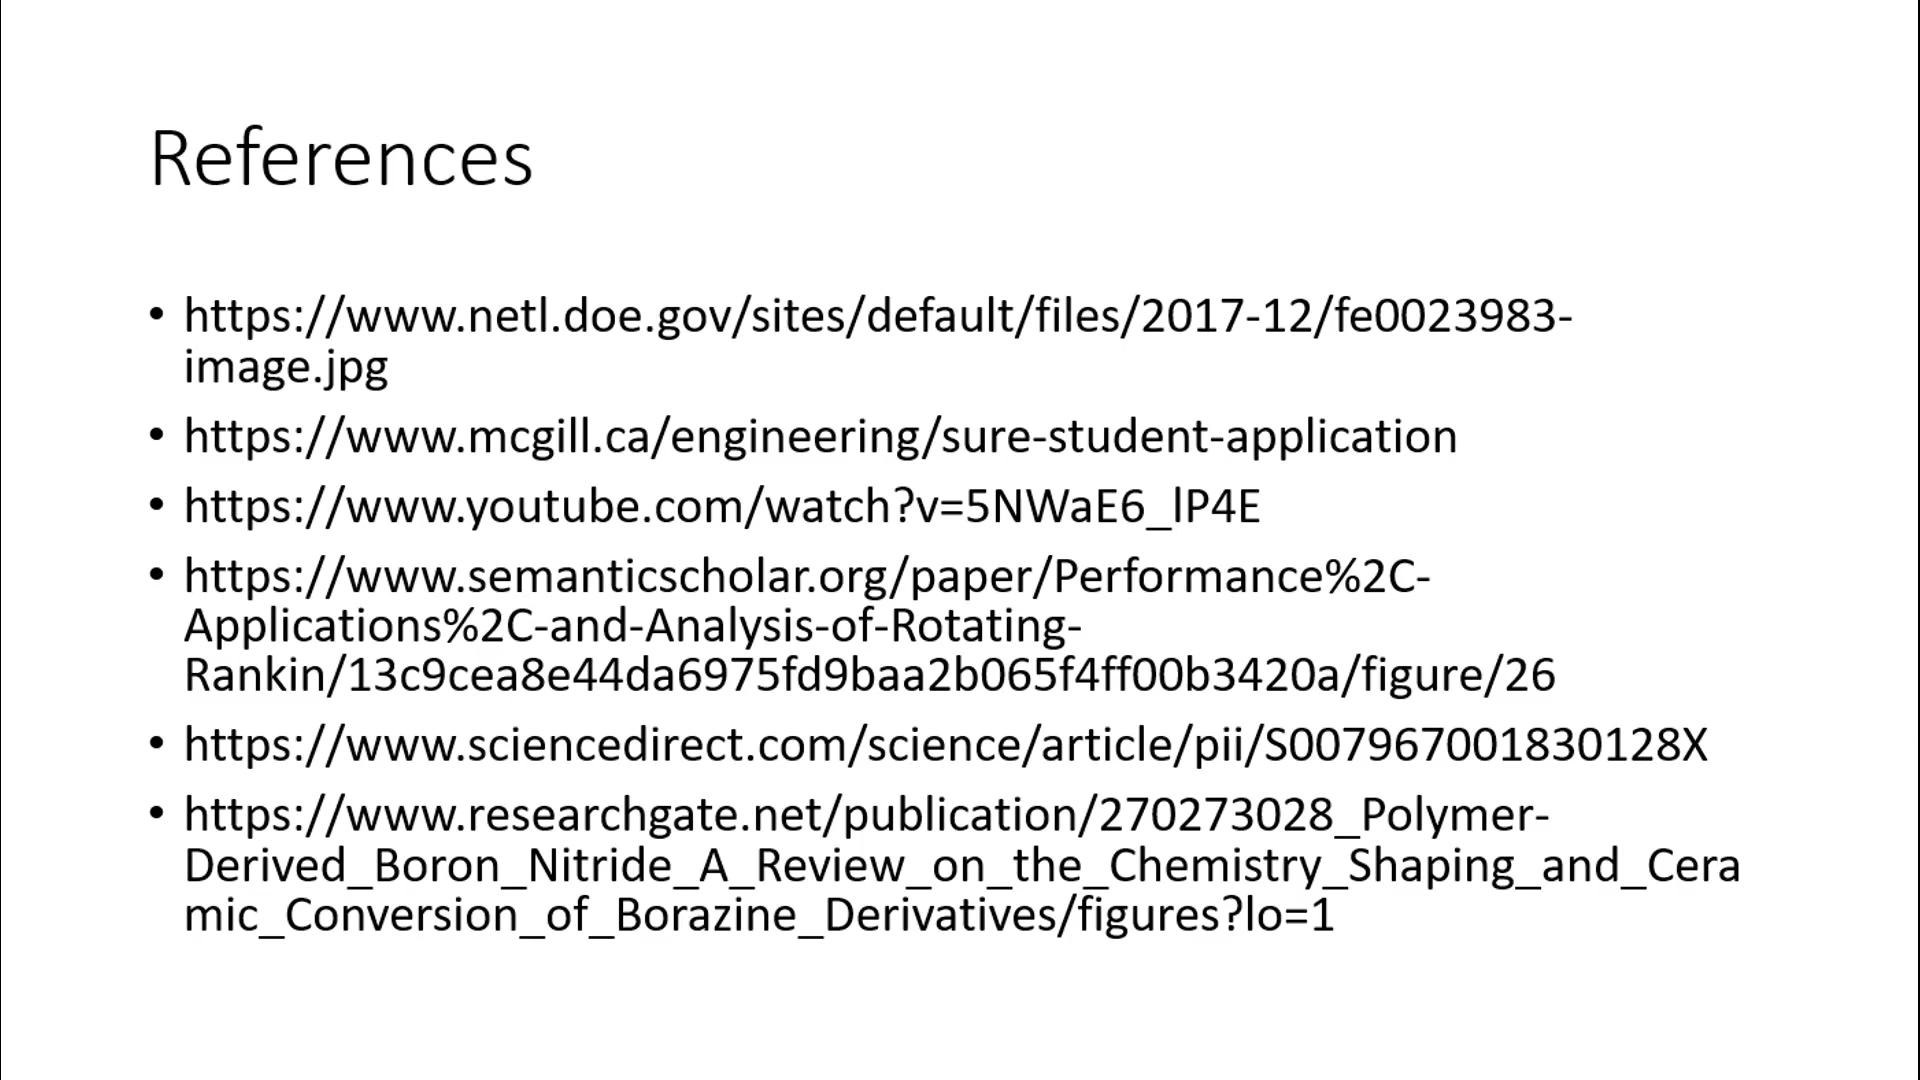 References
• https://www.netl.doe.gov/sites/default/files/2017-12/fe0023983-
image.jpg
• https://www.mcgill.ca/engineering/sure-student-application
• https://www.youtube.com/watch?v=5NWaE6_lP4E
• https://www.semanticscholar.org/paper/Performance%2C-
Applications%2C-and-Analysis-of-Rotating-
Rankin/13c9cea8e44da6975fd9baa2b065f4ff00b3420a/figure/26
• https://www.sciencedirect.com/science/article/pii/S007967001830128X
• https://www.researchgate.net/publication/270273028_Polymer-
Derived_Boron_Nitride_A_Review_on_the_Chemistry_Shaping_and_Cera
mic_Conversion_of_Borazine_Derivatives/figures?lo=1